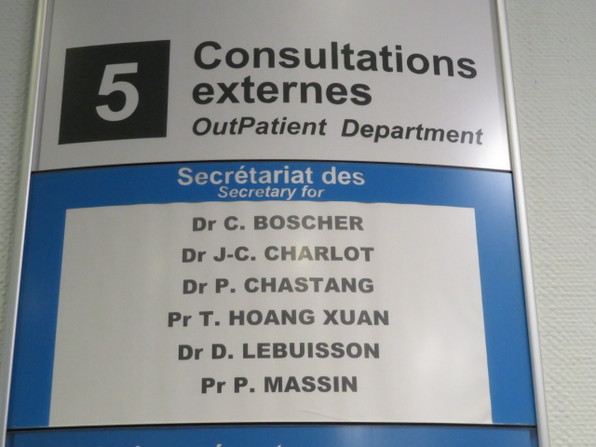 5
Consultations
externes
OutPatient Department
Secrétariat des
Secretary for
Dr C. BOSCHER
Dr J-C. CHARLOT
Dr P. CHASTANG
Pr T. HOANG XUAN
Dr D. LEBUISSON
Pr P. MASSIN